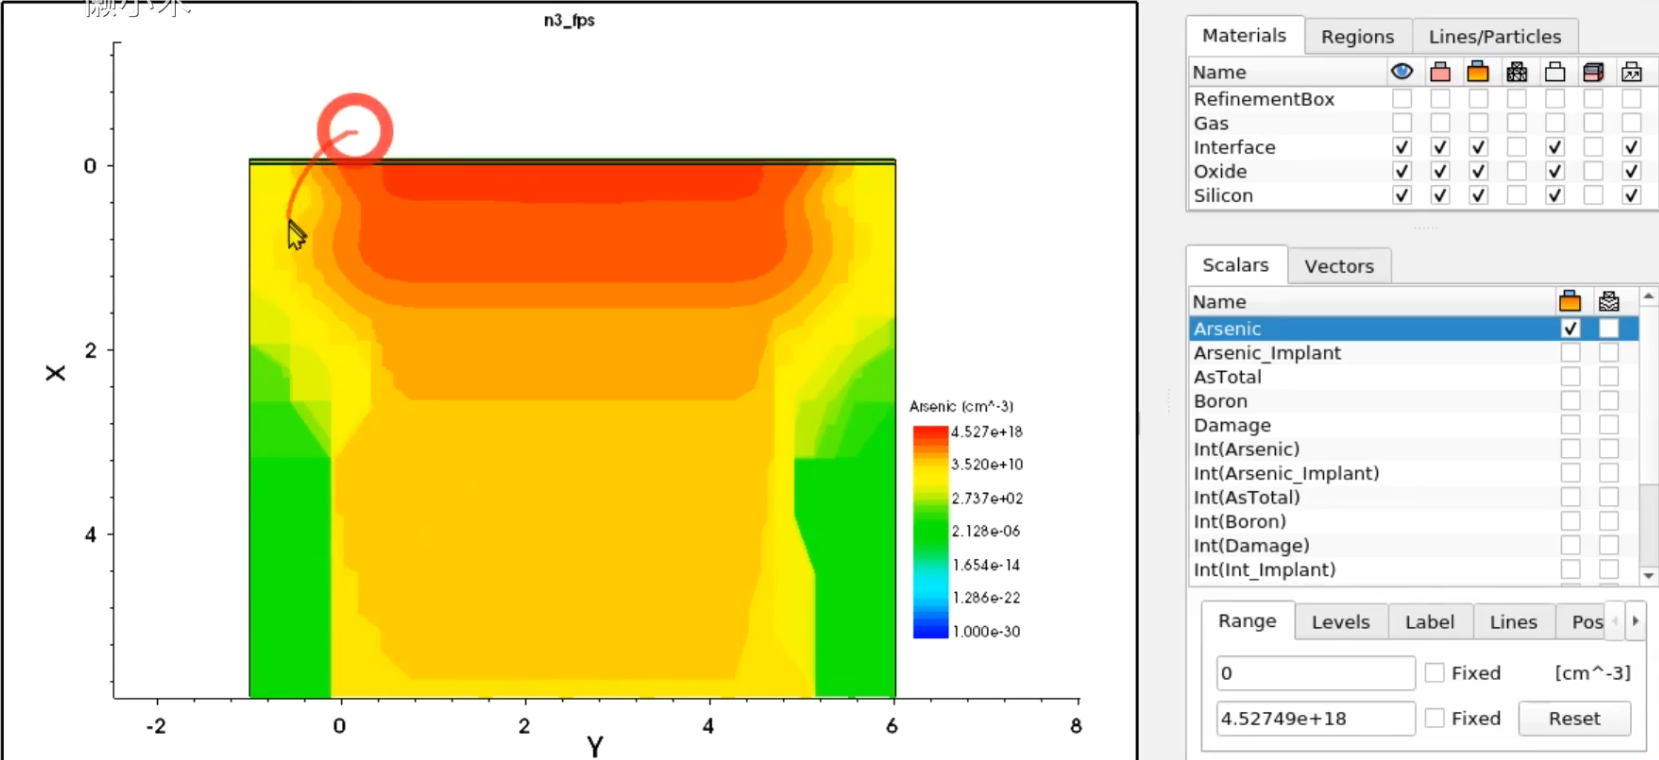 懒小木
n3_fps
0
2
4
X
-2
0
2
4
6
8
Y
Arsenic (cm^-3)
4.527e+18
3.520e+10
2.737e+02
2.128e-06
1.654e-14
1.286e-22
1.000e-30
Materials Regions Lines/Particles
Name
RefinementBox
Gas
Interface
Oxide
Silicon
Scalars Vectors
Name
Arsenic
Arsenic_Implant
AsTotal
Boron
Damage
Int(Arsenic)
Int(Arsenic_Implant)
Int(AsTotal)
Int(Boron)
Int(Damage)
Int(Int_Implant)
Range Levels Label Lines Pos
0 Fixed [cm^-3]
4.52749e+18 Fixed Reset